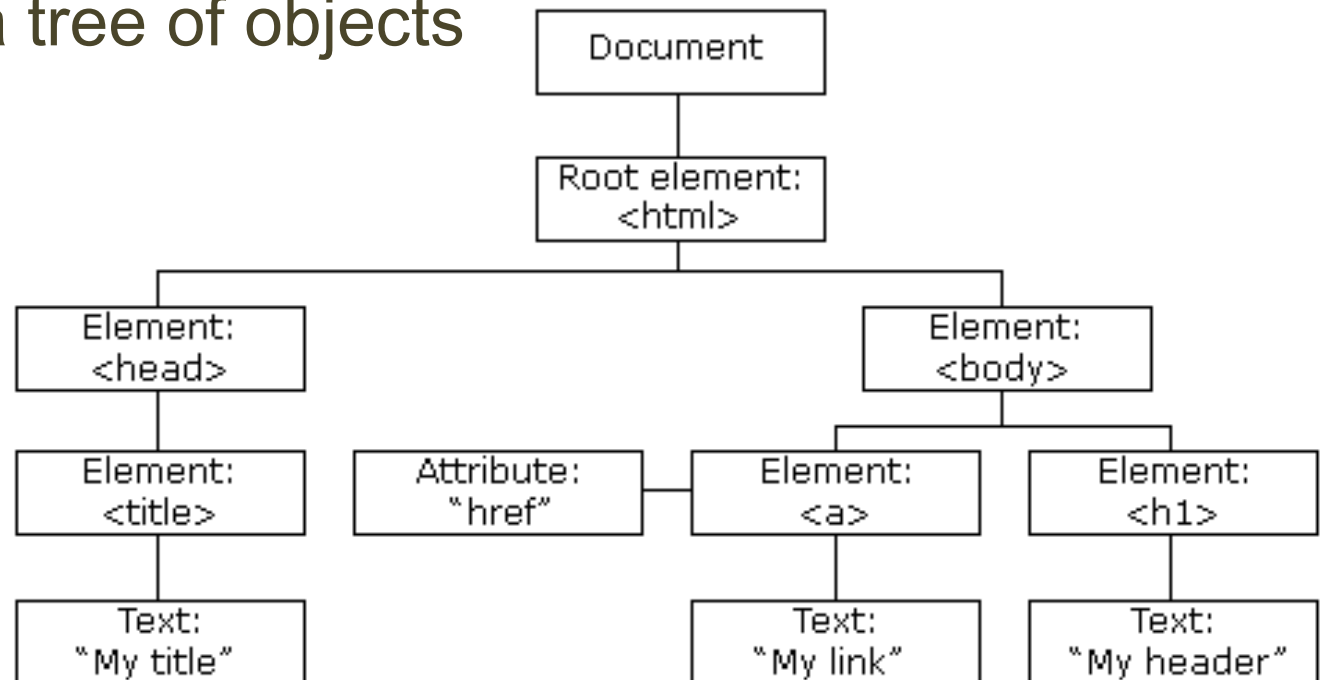 a tree of objects
Document
Root element:
<html>
Element:
<head>
Element:
<body>
Element:
<title>
Attribute:
“href”
Element:
<a>
Element:
<h1>
Text:
“My title”
Text:
“My link”
Text:
“My header”